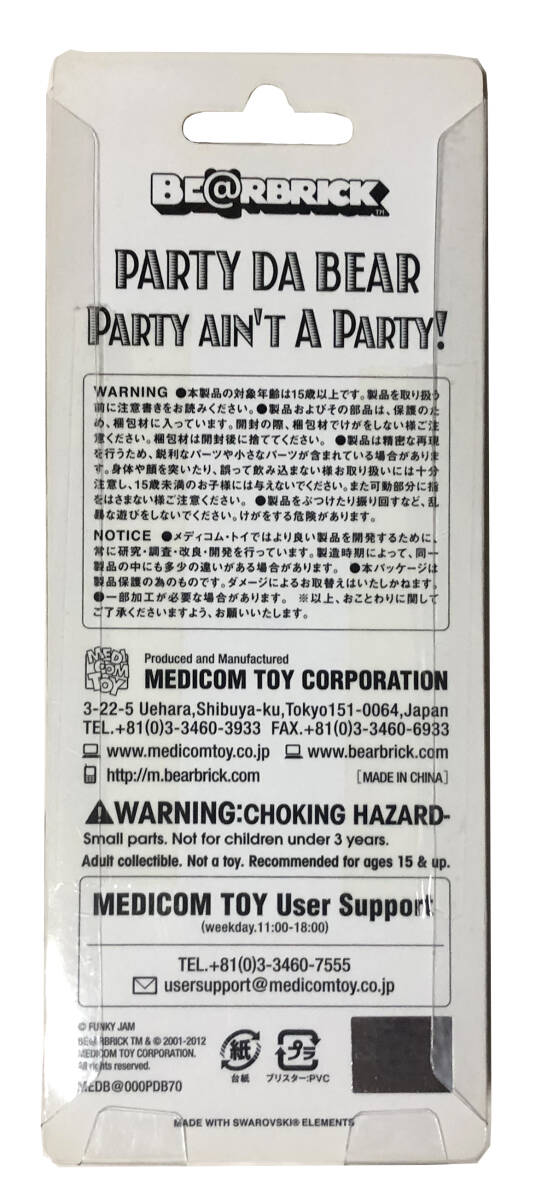 BE@RBRICK TM
PARTY DA BEAR
PARTY AIN'T A PARTY!
WARNING ●本製品の対象年齢は15歳以上です。製品を取り扱う
前に注意書きをお読みください。●製品およびその部品は、保護のた
め、梱包材に入っています。開封の際、梱包材でけがをしない様ご注
意ください。梱包材は開封後に捨ててください。 ●製品は精密な再現
を行うため、鋭利なパーツや小さなパーツが含まれている場合がありま
す。身体や顔を突いたり、誤って飲み込まない様お取り扱いには十分
注意し、15歳未満のお子様には与えないでください。また可動部分に指
をはさまない様ご注意ください。 ●製品をぶつけたり振り回すなど、乱
暴な遊びをしないでください。けがをする危険があります。
NOTICE ●メディコム・トイではより良い製品を開発するために、
常に研究・調査・改良・開発を行っています。製造時期によって、同一
製品の中にも多少の違いがある場合があります。 ●本パッケージは
製品保護の為のものです。ダメージによるお取替えはいたしかねます。
●一部加工が必要な場合があります。 ※以上、おことわりに関して
ご了承くださいますよう、お願いいたします。
MEDI COM TOY
Produced and Manufactured
MEDICOM TOY CORPORATION
3-22-5 Uehara,Shibuya-ku,Tokyo151-0064,Japan
TEL.+81(0)3-3460-3933 FAX.+81(0)3-3460-6933
www.medicomtoy.co.jp www.bearbrick.com
http://m.bearbrick.com [MADE IN CHINA]
WARNING:CHOKING HAZARD-
Small parts. Not for children under 3 years.
Adult collectible. Not a toy. Recommended for ages 15 & up.
MEDICOM TOY User Support
(weekday.11:00-18:00)
TEL.+81(0)3-3460-7555
usersupport@medicomtoy.co.jp
© FUNKY JAM
BE@RBRICK TM & © 2001-2012
MEDICOM TOY CORPORATION.
All rights reserved.
MEDB@000PDB70
紙
台紙
プラ
ブリスター:PVC
MADE WITH SWAROVSKI® ELEMENTS